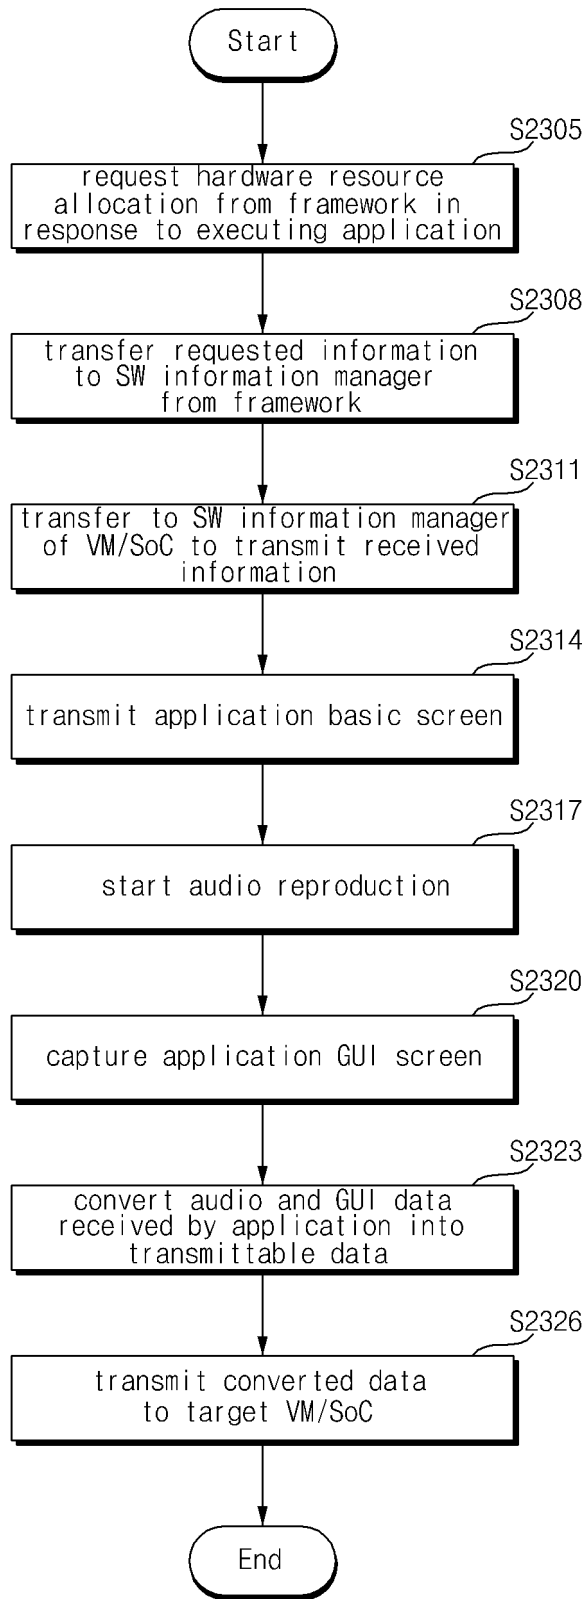 Start
S2305
request hardware resource
allocation from framework in
response to executing application
S2308
transfer requested information
to SW information manager
from framework
S2311
transfer to SW information manager
of VM/SoC to transmit received
information
S2314
transmit application basic screen
S2317
start audio reproduction
S2320
capture application GUI screen
S2323
convert audio and GUI data
received by application into
transmittable data
S2326
transmit converted data
to target VM/SoC
End